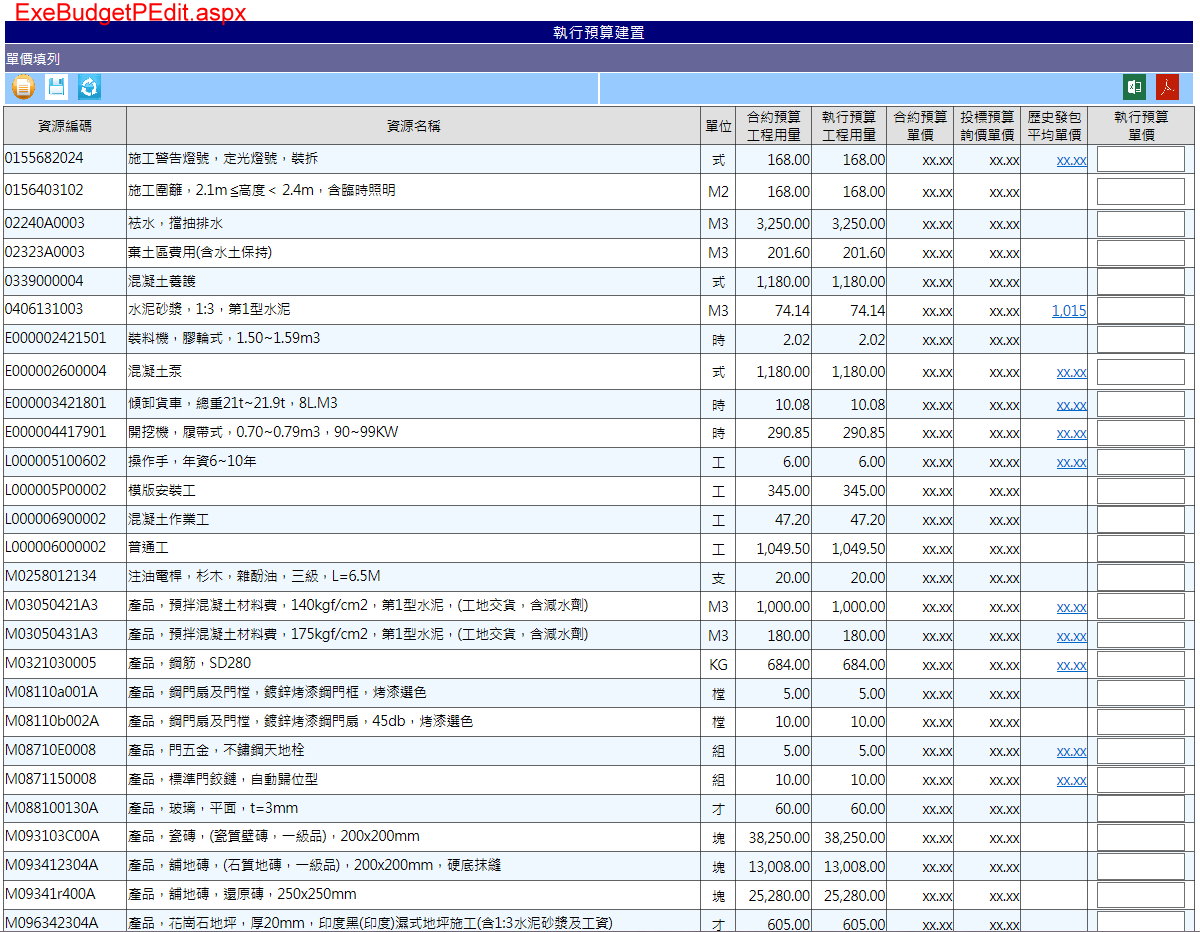 ExeBudgetPEdit.aspx
執行預算建置
單價填列
資源編碼 資源名稱 單位 合約預算 工程用量 執行預算 工程用量 合約預算 單價 投標預算 詢價單價 歷史發包 平均單價 執行預算 單價
0155682024 施工警告燈號，定光燈號，裝拆 式 168.00 168.00 xx.xx xx.xx xx.xx
0156403102 施工圍籬，2.1m ≦高度＜ 2.4m，含臨時照明 M2 168.00 168.00 xx.xx xx.xx
02240A0003 袪水，擋抽排水 M3 3,250.00 3,250.00 xx.xx xx.xx
02323A0003 棄土區費用(含水土保持) M3 201.60 201.60 xx.xx xx.xx
0339000004 混凝土養護 式 1,180.00 1,180.00 xx.xx xx.xx
0406131003 水泥砂漿，1:3，第1型水泥 M3 74.14 74.14 xx.xx xx.xx 1,015
E000002421501 裝料機，膠輪式，1.50~1.59m3 時 2.02 2.02 xx.xx xx.xx
E000002600004 混凝土泵 式 1,180.00 1,180.00 xx.xx xx.xx xx.xx
E000003421801 傾卸貨車，總重21t~21.9t，8L.M3 時 10.08 10.08 xx.xx xx.xx xx.xx
E000004417901 開挖機，履帶式，0.70~0.79m3，90~99KW 時 290.85 290.85 xx.xx xx.xx xx.xx
L000005100602 操作手，年資6~10年 工 6.00 6.00 xx.xx xx.xx xx.xx
L000005P00002 模版安裝工 工 345.00 345.00 xx.xx xx.xx
L000006900002 混凝土作業工 工 47.20 47.20 xx.xx xx.xx
L000006000002 普通工 工 1,049.50 1,049.50 xx.xx xx.xx
M0258012134 注油電桿，杉木，雜酚油，三級，L=6.5M 支 20.00 20.00 xx.xx xx.xx
M03050421A3 產品，預拌混凝土材料費，140kgf/cm2，第1型水泥，(工地交貨，含減水劑) M3 1,000.00 1,000.00 xx.xx xx.xx xx.xx
M03050431A3 產品，預拌混凝土材料費，175kgf/cm2，第1型水泥，(工地交貨，含減水劑) M3 180.00 180.00 xx.xx xx.xx xx.xx
M0321030005 產品，鋼筋，SD280 KG 684.00 684.00 xx.xx xx.xx xx.xx
M08110a001A 產品，鋼門扇及門檔，鍍鋅烤漆鋼門框，烤漆選色 樘 5.00 5.00 xx.xx xx.xx
M08110b002A 產品，鋼門扇及門檔，鍍鋅烤漆鋼門扇，45db，烤漆選色 樘 10.00 10.00 xx.xx xx.xx
M08710E0008 產品，門五金，不鏽鋼天地栓 組 5.00 5.00 xx.xx xx.xx xx.xx
M0871150008 產品，標準門鉸鏈，自動歸位型 組 10.00 10.00 xx.xx xx.xx xx.xx
M088100130A 產品，玻璃，平面，t=3mm 才 60.00 60.00 xx.xx xx.xx
M093103C00A 產品，瓷磚，(瓷質壁磚，一級品)，200x200mm 塊 38,250.00 38,250.00 xx.xx xx.xx
M093412304A 產品，舖地磚，(石質地磚，一級品)，200x200mm，硬底抹縫 塊 13,008.00 13,008.00 xx.xx xx.xx
M09341r400A 產品，舖地磚，還原磚，250x250mm 塊 25,280.00 25,280.00 xx.xx xx.xx
M096342304A 產品，花崗石地坪，厚20mm，印度黑(印度)濕式地坪施工(含1:3水泥砂漿及工資) 才 605.00 605.00 xx.xx xx.xx